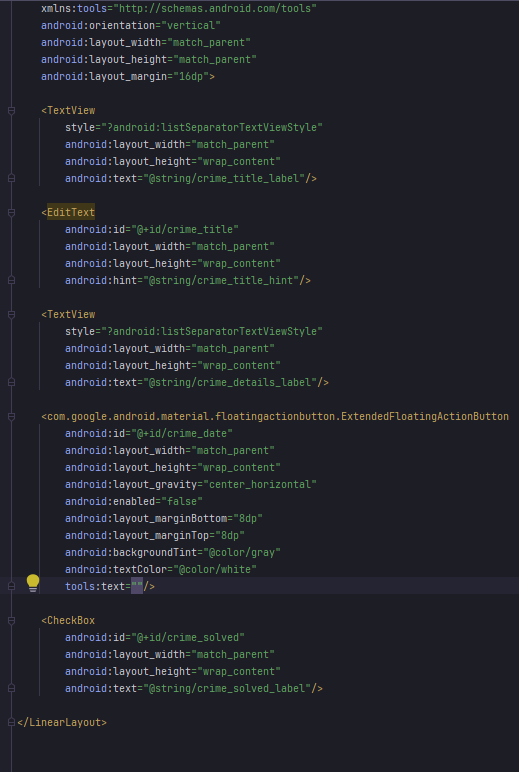 xmlns:tools="http://schemas.android.com/tools"
android:orientation="vertical"
android:layout_width="match_parent"
android:layout_height="match_parent"
android:layout_margin="16dp">
<TextView
style="?android:listSeparatorTextViewStyle"
android:layout_width="match_parent"
android:layout_height="wrap_content"
android:text="@string/crime_title_label"/>
<EditText
android:id="@+id/crime_title"
android:layout_width="match_parent"
android:layout_height="wrap_content"
android:hint="@string/crime_title_hint"/>
<TextView
style="?android:listSeparatorTextViewStyle"
android:layout_width="match_parent"
android:layout_height="wrap_content"
android:text="@string/crime_details_label"/>
<com.google.android.material.floatingactionbutton.ExtendedFloatingActionButton
android:id="@+id/crime_date"
android:layout_width="match_parent"
android:layout_height="wrap_content"
android:layout_gravity="center_horizontal"
android:enabled="false"
android:layout_marginBottom="8dp"
android:layout_marginTop="8dp"
android:backgroundTint="@color/gray"
android:textColor="@color/white"
tools:text=""/>
<CheckBox
android:id="@+id/crime_solved"
android:layout_width="match_parent"
android:layout_height="wrap_content"
android:text="@string/crime_solved_label"/>
</LinearLayout>